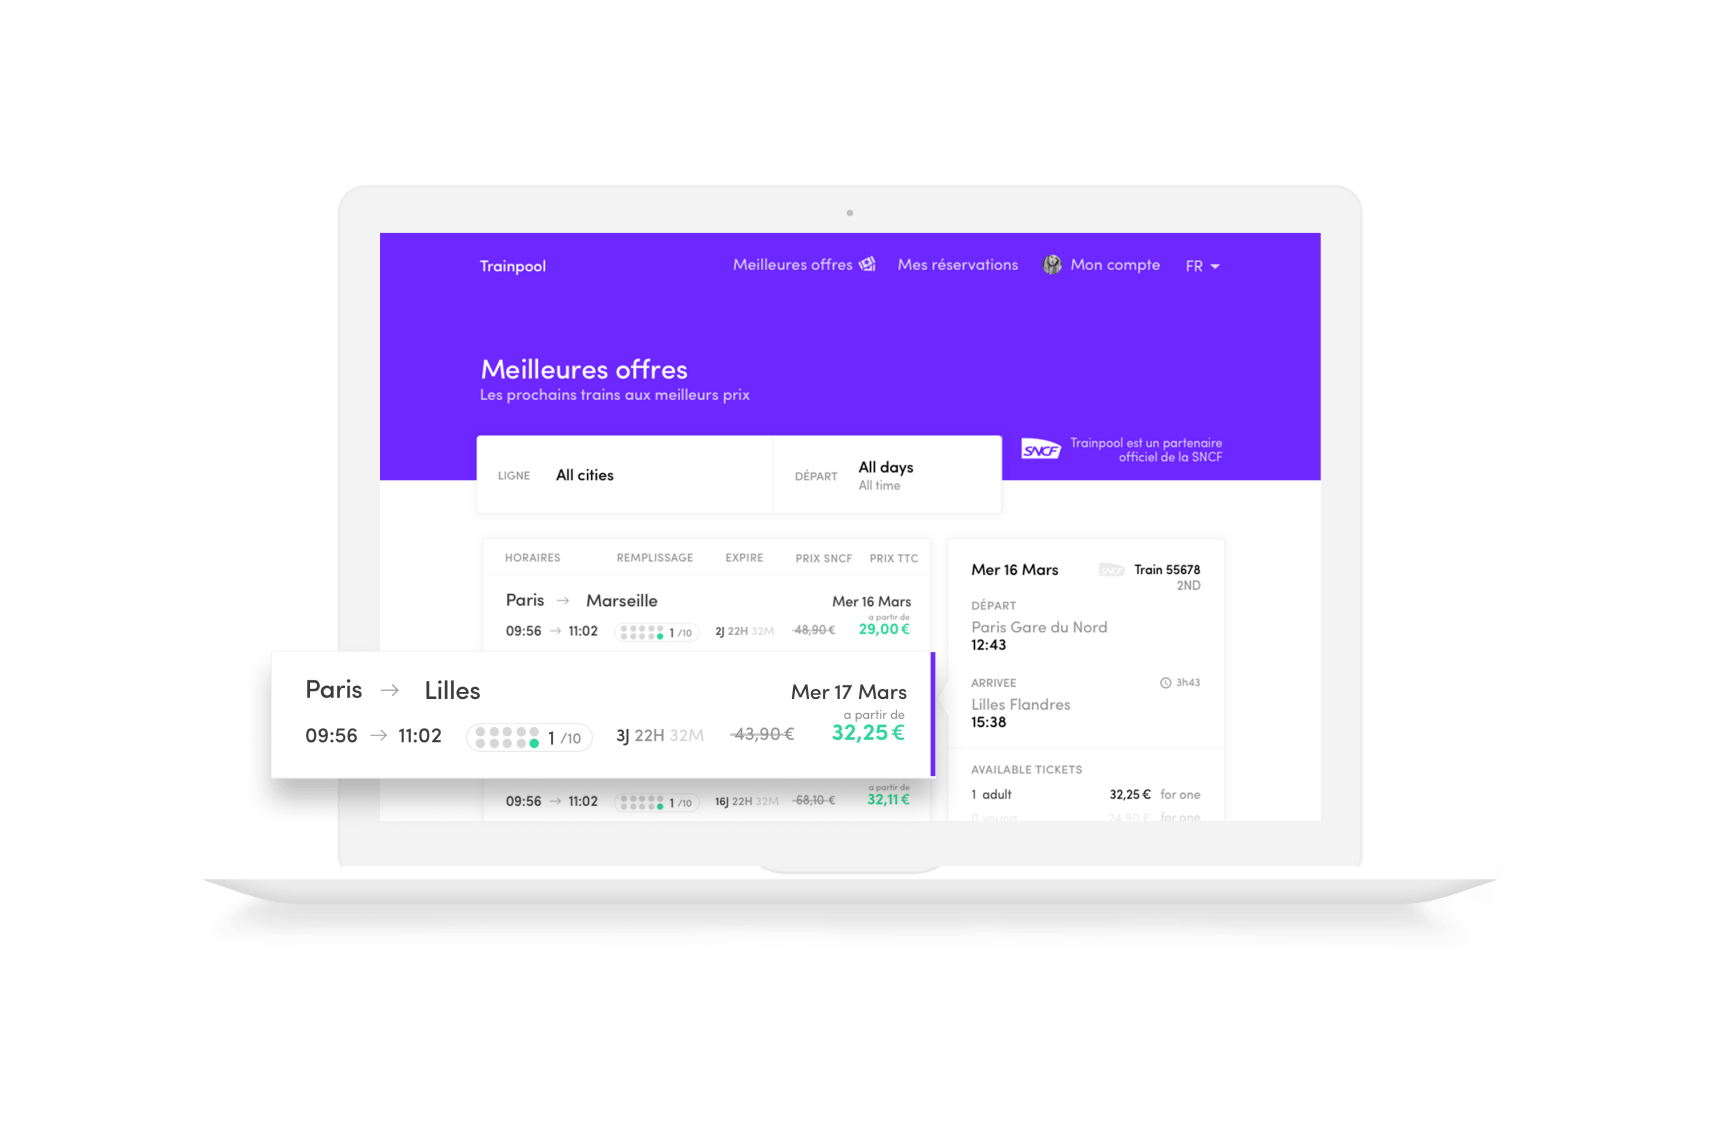 Trainpool
Meilleures offres
Mes réservations
Mon compte
FR
Meilleures offres
Les prochains trains aux meilleurs prix
SNCF
Trainpool est un partenaire
officiel de la SNCF
LIGNE All cities
DÉPART All days
All time
HORAIRES REMPLISSAGE EXPIRE PRIX SNCF PRIX TTC
Paris → Marseille Mer 16 Mars
a partir de
09:56 → 11:02 1 /10 2J 22H 32M 48,90 € 29,00 €
Paris → Lilles Mer 17 Mars
a partir de
09:56 → 11:02 1 /10 3J 22H 32M 43,90 € 32,25 €
a partir de
09:56 → 11:02 1 /10 16J 22H 32M 68,10 € 32,11 €
Mer 16 Mars SNCF Train 55678
2ND
DÉPART
Paris Gare du Nord
12:43
ARRIVEE 3h43
Lilles Flandres
15:38
AVAILABLE TICKETS
1 adult 32,25 € for one
0 young 24,90 € for one